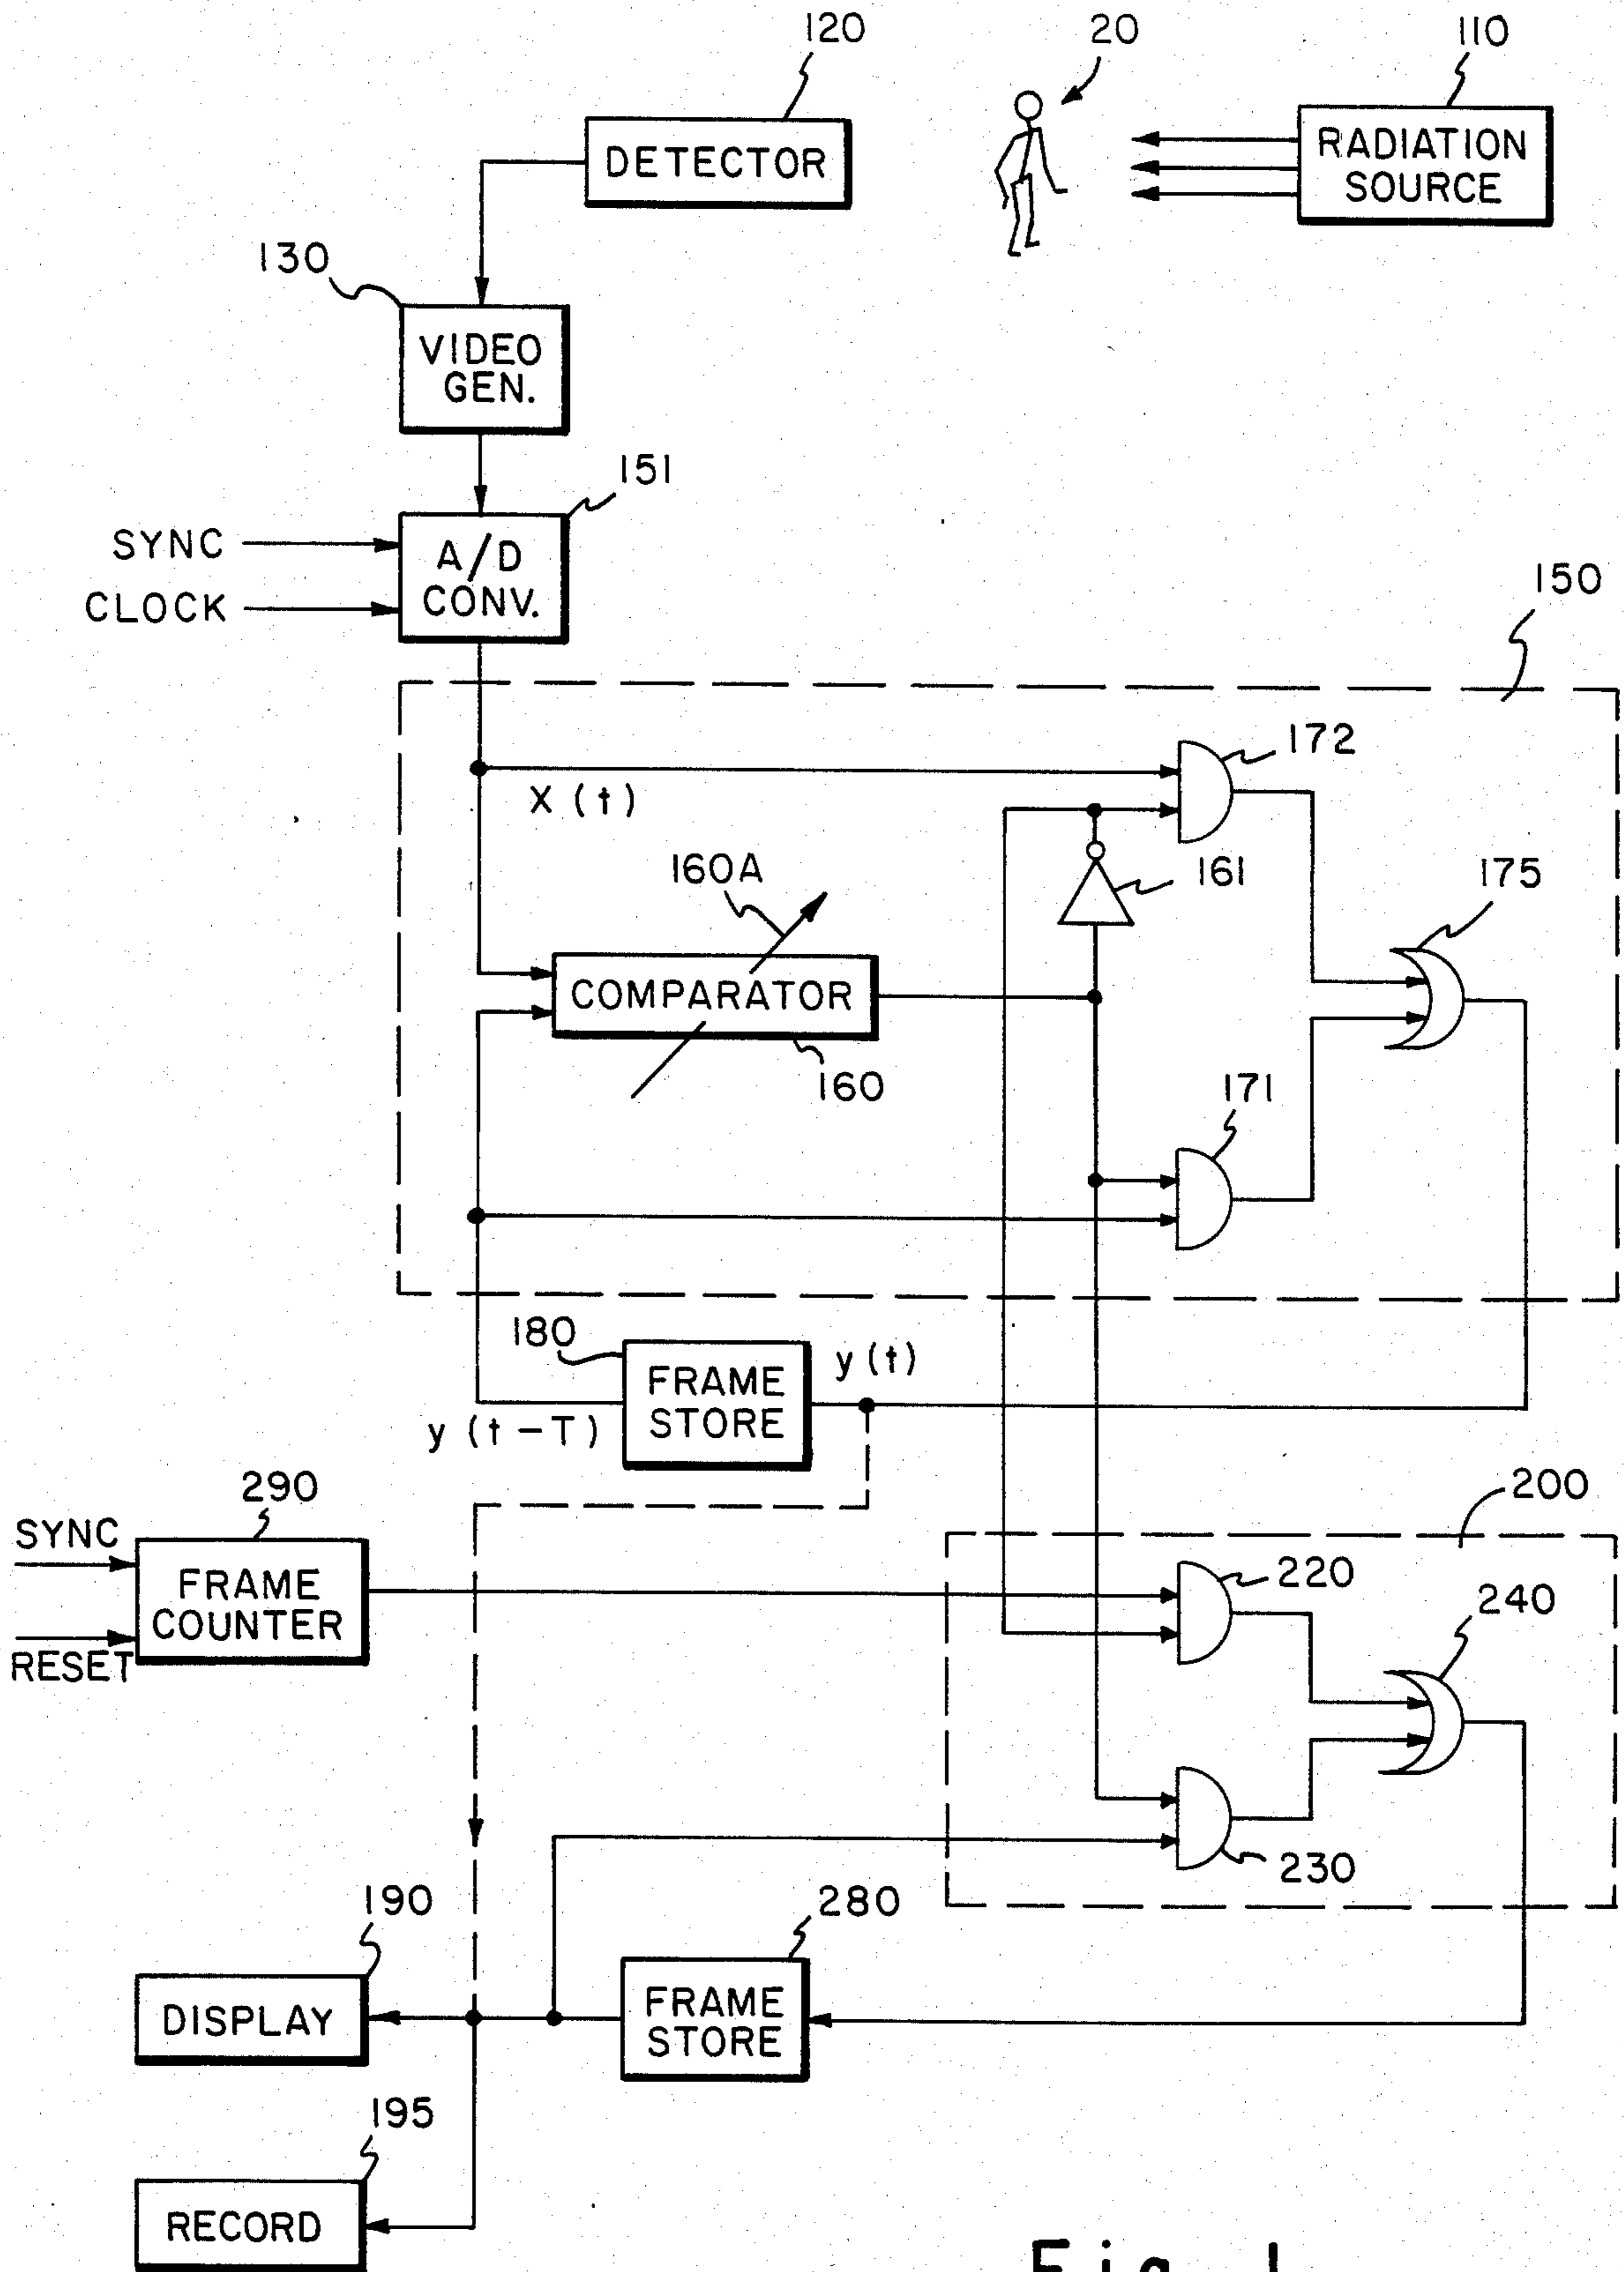 120
20
110
DETECTOR
RADIATION
SOURCE
130
VIDEO
GEN.
151
SYNC
CLOCK
A/D
CONV.
150
172
X (t)
160A
161
175
COMPARATOR
160
171
180
FRAME
STORE
y (t)
y (t - T)
290
SYNC
RESET
FRAME
COUNTER
200
220
240
230
190
280
DISPLAY
FRAME
STORE
195
RECORD
Fig. 1